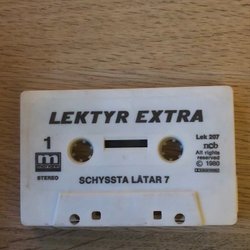 LEKTYR EXTRA
1
m
STEREO
Lek 207
ncb
All rights
reserved
© 1980
SCHYSSTA LÅTAR 7